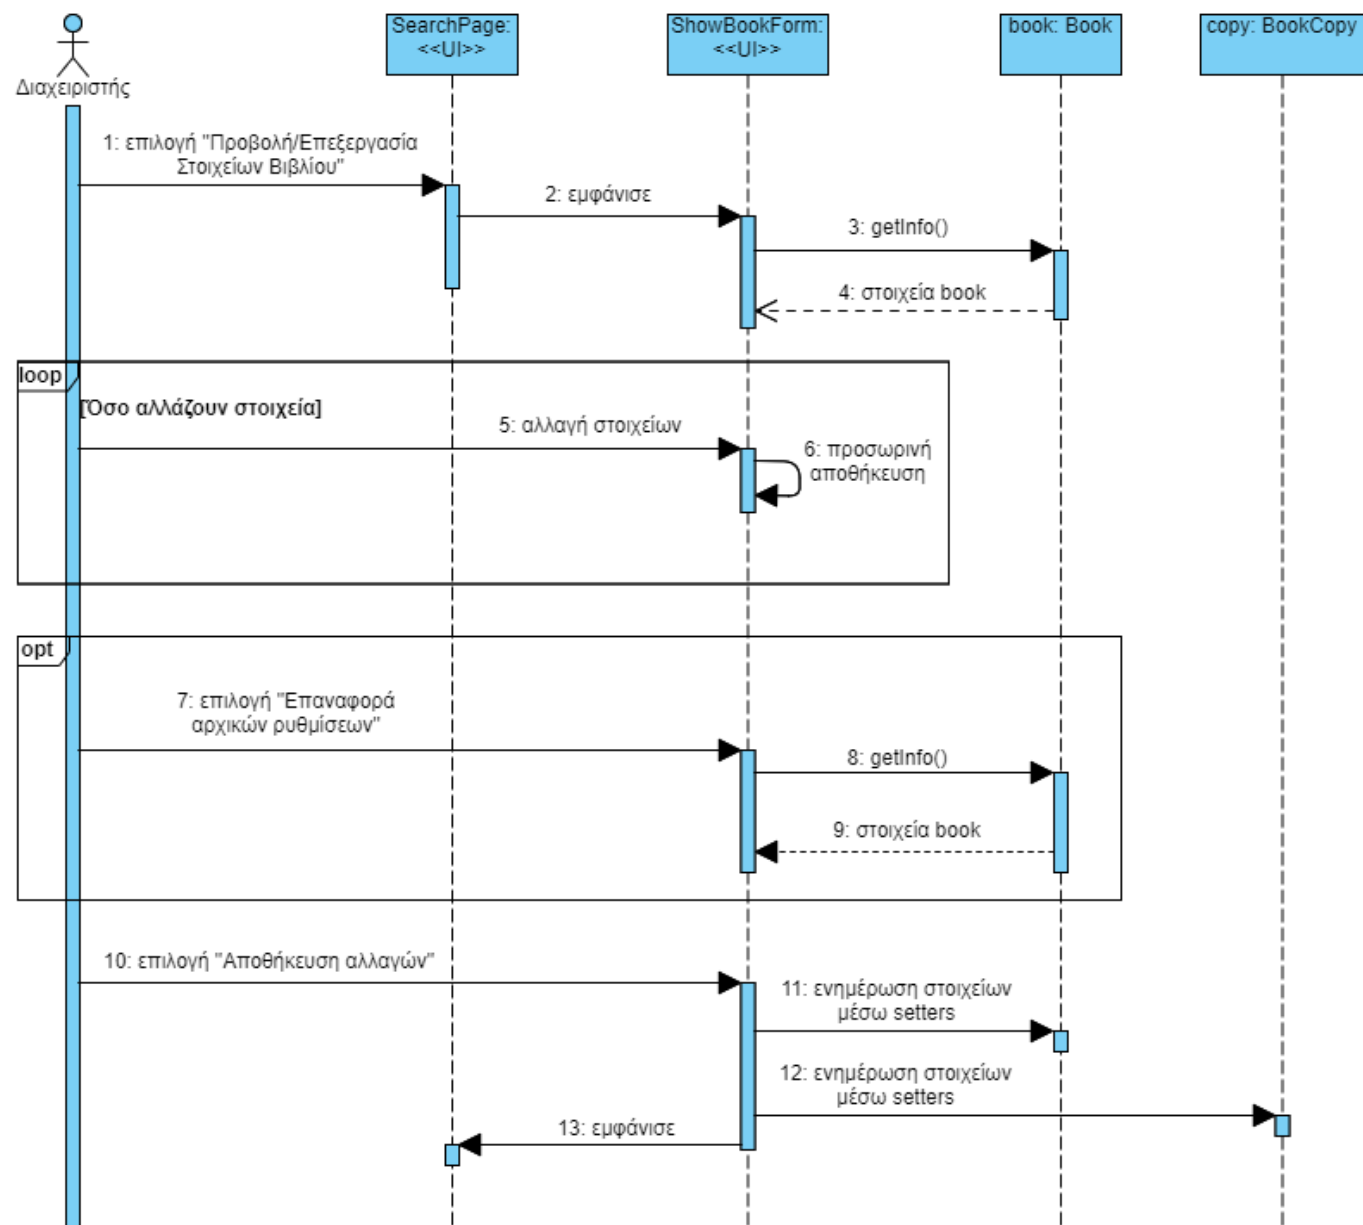 SearchPage:
<<UI>>
ShowBookForm:
<<UI>>
book: Book
copy: BookCopy
Διαχειριστής
1: επιλογή "Προβολή/Επεξεργασία
Στοιχείων Βιβλίου"
2: εμφάνισε
3: getInfo()
4: στοιχεία book
loop
[Όσο αλλάζουν στοιχεία]
5: αλλαγή στοιχείων
6: προσωρινή
αποθήκευση
opt
7: επιλογή "Επαναφορά
αρχικών ρυθμίσεων"
8: getInfo()
9: στοιχεία book
10: επιλογή "Αποθήκευση αλλαγών"
11: ενημέρωση στοιχείων
μέσω setters
12: ενημέρωση στοιχείων
μέσω setters
13: εμφάνισε